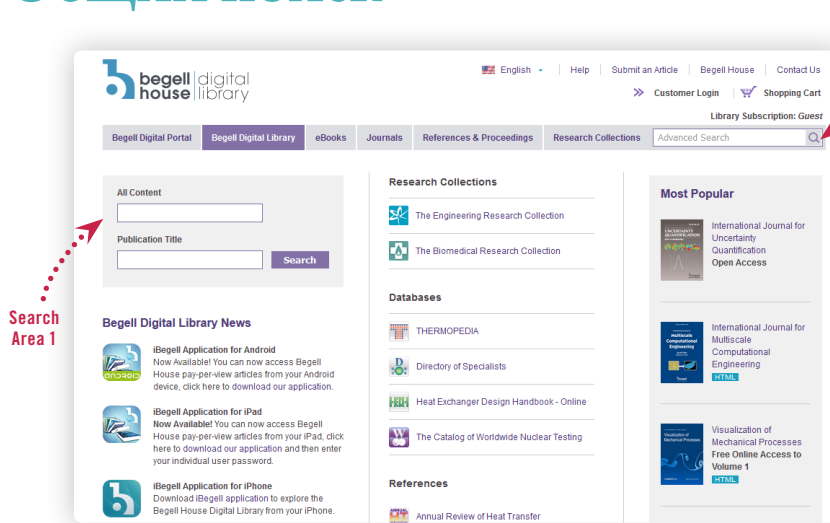 begell digital
house library
English
Help
Submit an Article
Begell House
Contact Us
Customer Login
Shopping Cart
Library Subscription: Guest
Begell Digital Portal
Begell Digital Library
eBooks
Journals
References & Proceedings
Research Collections
Advanced Search
All Content
Publication Title
Search
Search
Area 1
Begell Digital Library News
iBegell Application for Android
Now Available! You can now access Begell
House pay-per-view articles from your Android
device, click here to download our application.
ANDROID
iBegell Application for iPad
Now Available! You can now access Begell
House pay-per-view articles from your iPad, click
here to download our application and then enter
your individual user password.
iBegell Application for iPhone
Download iBegell application to explore the
Begell House Digital Library from your iPhone.
Research Collections
The Engineering Research Collection
The Biomedical Research Collection
Databases
THERMOPEDIA
Directory of Specialists
Heat Exchanger Design Handbook - Online
The Catalog of Worldwide Nuclear Testing
References
Annual Review of Heat Transfer
Most Popular
International Journal for
Uncertainty
Quantification
Open Access
International Journal for
Multiscale
Computational
Engineering
HTML
Visualization of
Mechanical Processes
Free Online Access to
Volume 1
HTML